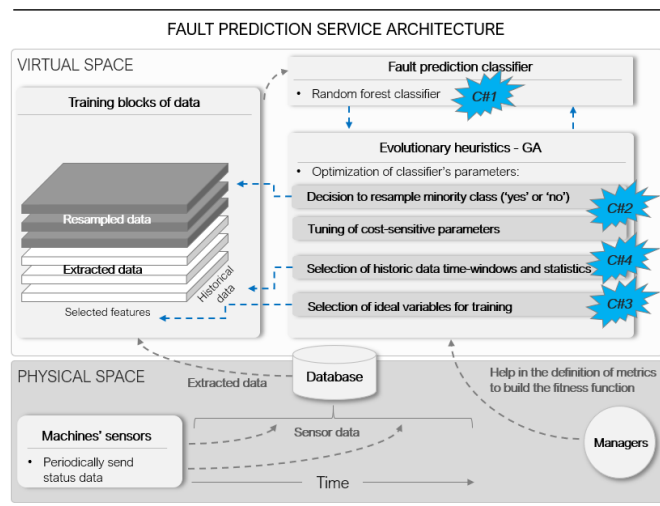 FAULT PREDICTION SERVICE ARCHITECTURE
VIRTUAL SPACE
Training blocks of data
Resampled data
Extracted data
Historical
data
Selected features
Fault prediction classifier
• Random forest classifier
C#1
Evolutionary heuristics - GA
• Optimization of classifier's parameters:
Decision to resample minority class ('yes' or 'no')
C#2
Tuning of cost-sensitive parameters
Selection of historic data time-windows and statistics
C#4
Selection of ideal variables for training
C#3
PHYSICAL SPACE
Extracted data
Database
Help in the definition of metrics
to build the fitness function
Machines' sensors
• Periodically send
status data
Sensor data
Time
Managers